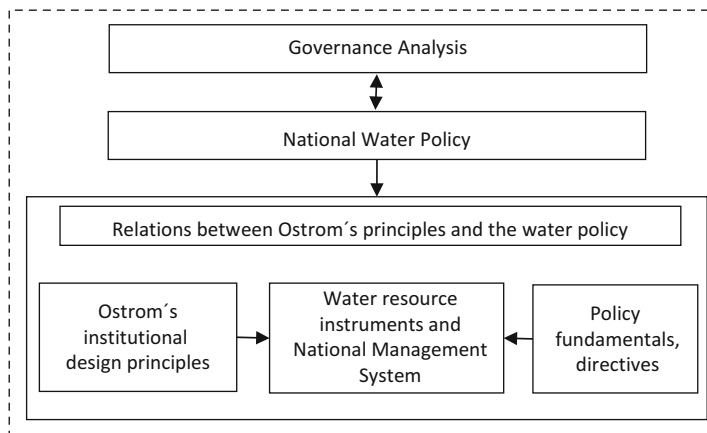 Governance Analysis
National Water Policy
Relations between Ostrom´s principles and the water policy
Ostrom´s
institutional
design principles
Water resource
instruments and
National Management
System
Policy
fundamentals,
directives